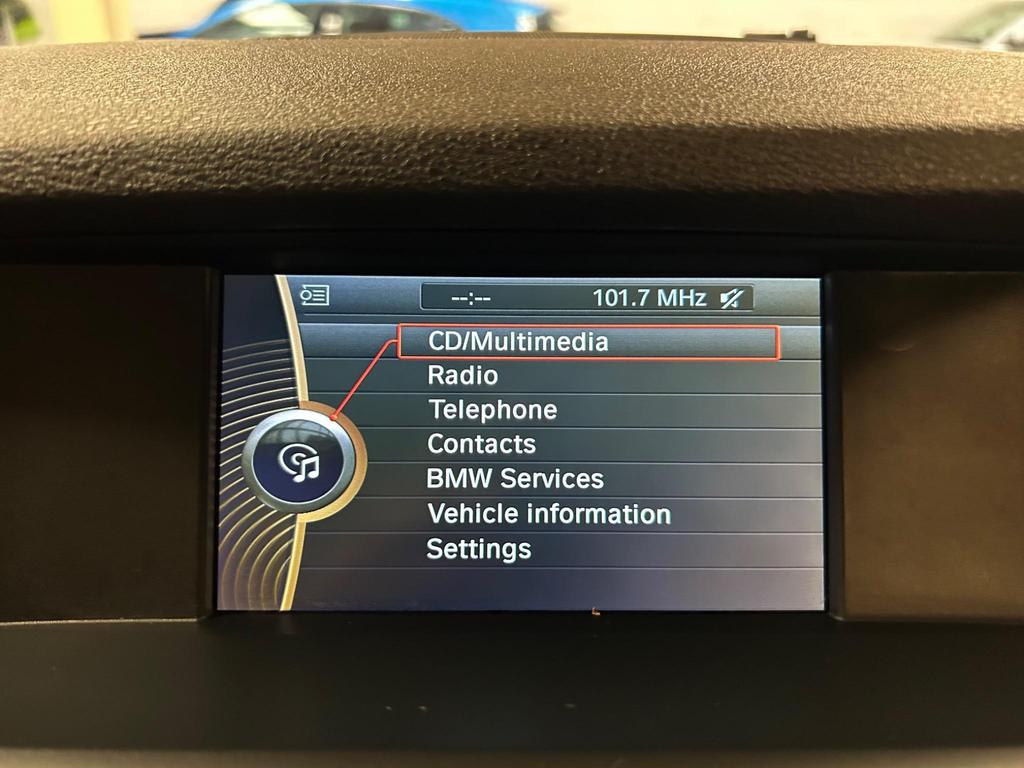 --:-- 101.7 MHz
CD/Multimedia
Radio
Telephone
Contacts
BMW Services
Vehicle information
Settings